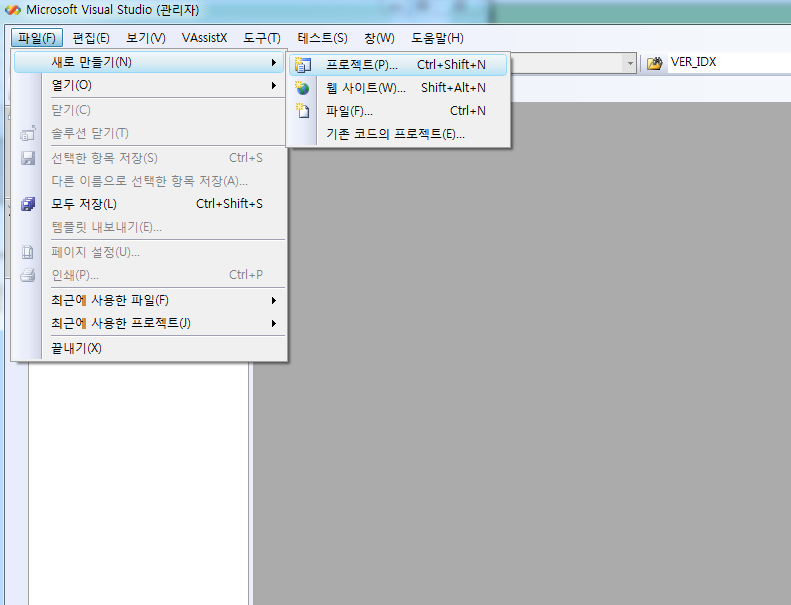 Microsoft Visual Studio (관리자)
파일(F) 편집(E) 보기(V) VAssistX 도구(T) 테스트(S) 창(W) 도움말(H)
새로 만들기(N)
열기(O)
닫기(C)
솔루션 닫기(T)
선택한 항목 저장(S) Ctrl+S
다른 이름으로 선택한 항목 저장(A)...
모두 저장(L) Ctrl+Shift+S
템플릿 내보내기(E)...
페이지 설정(U)...
인쇄(P)... Ctrl+P
최근에 사용한 파일(F)
최근에 사용한 프로젝트(J)
끝내기(X)
프로젝트(P)... Ctrl+Shift+N
웹 사이트(W)... Shift+Alt+N
파일(F)... Ctrl+N
기존 코드의 프로젝트(E)...
VER_IDX